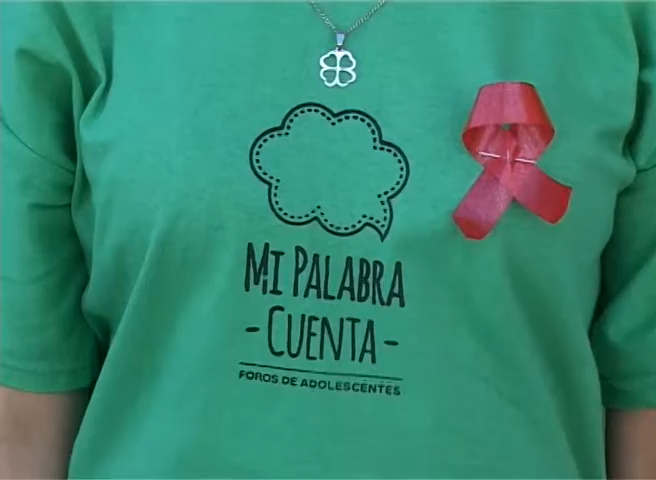 MI PALABRA
- CUENTA -
FOROS DE ADOLESCENTES